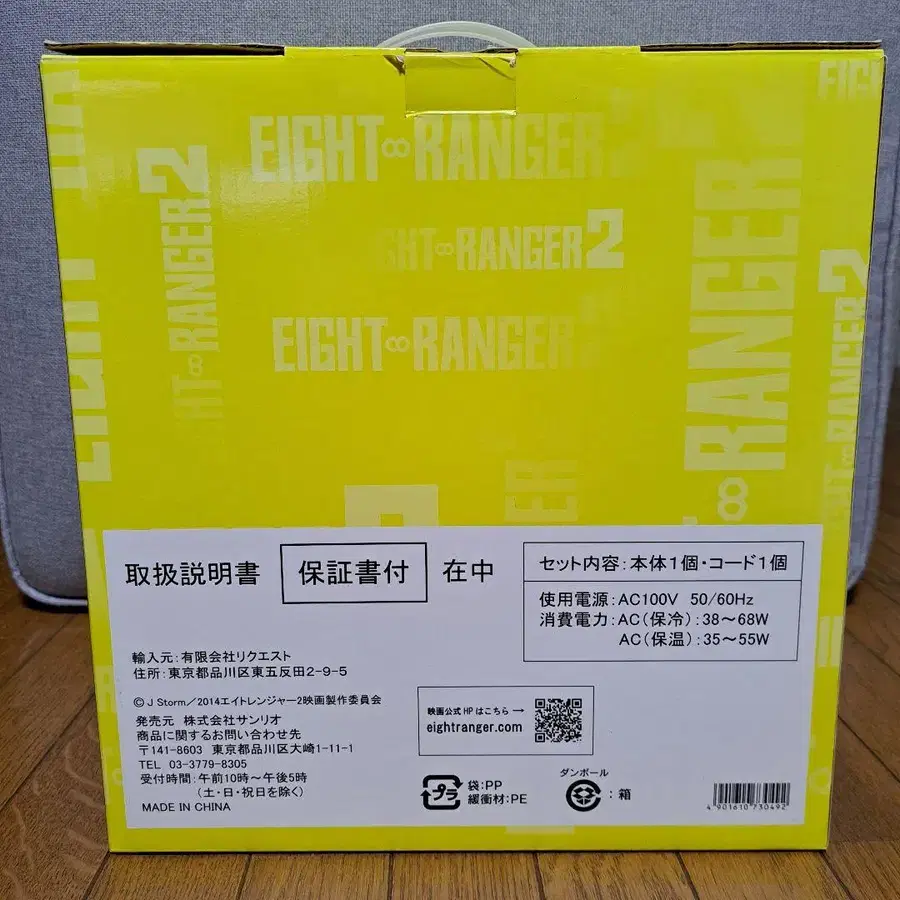 EIGHT∞RANGER2
EIGHT∞RANGER2
EIGHT∞RANGER
HT∞RANGER2
EIGHT∞RANGER
∞RANGER
∞RANGER2
EIGHT
取扱説明書 保証書付 在中
セット内容:本体1個・コード1個
使用電源:AC100V 50/60Hz
消費電力:AC(保冷):38～68W
AC(保温):35～55W
輸入元:有限会社リクエスト
住所:東京都品川区東五反田2-9-5
© J Storm/2014エイトレンジャー2映画製作委員会
発売元 株式会社サンリオ
商品に関するお問い合わせ先
〒141-8603 東京都品川区大崎1-11-1
TEL 03-3779-8305
受付時間:午前10時～午後5時
(土・日・祝日を除く)
MADE IN CHINA
映画公式HPはこちら→
eightranger.com
プラ
袋:PP
緩衝材:PE
ダンボール
:箱
4 901610 730492